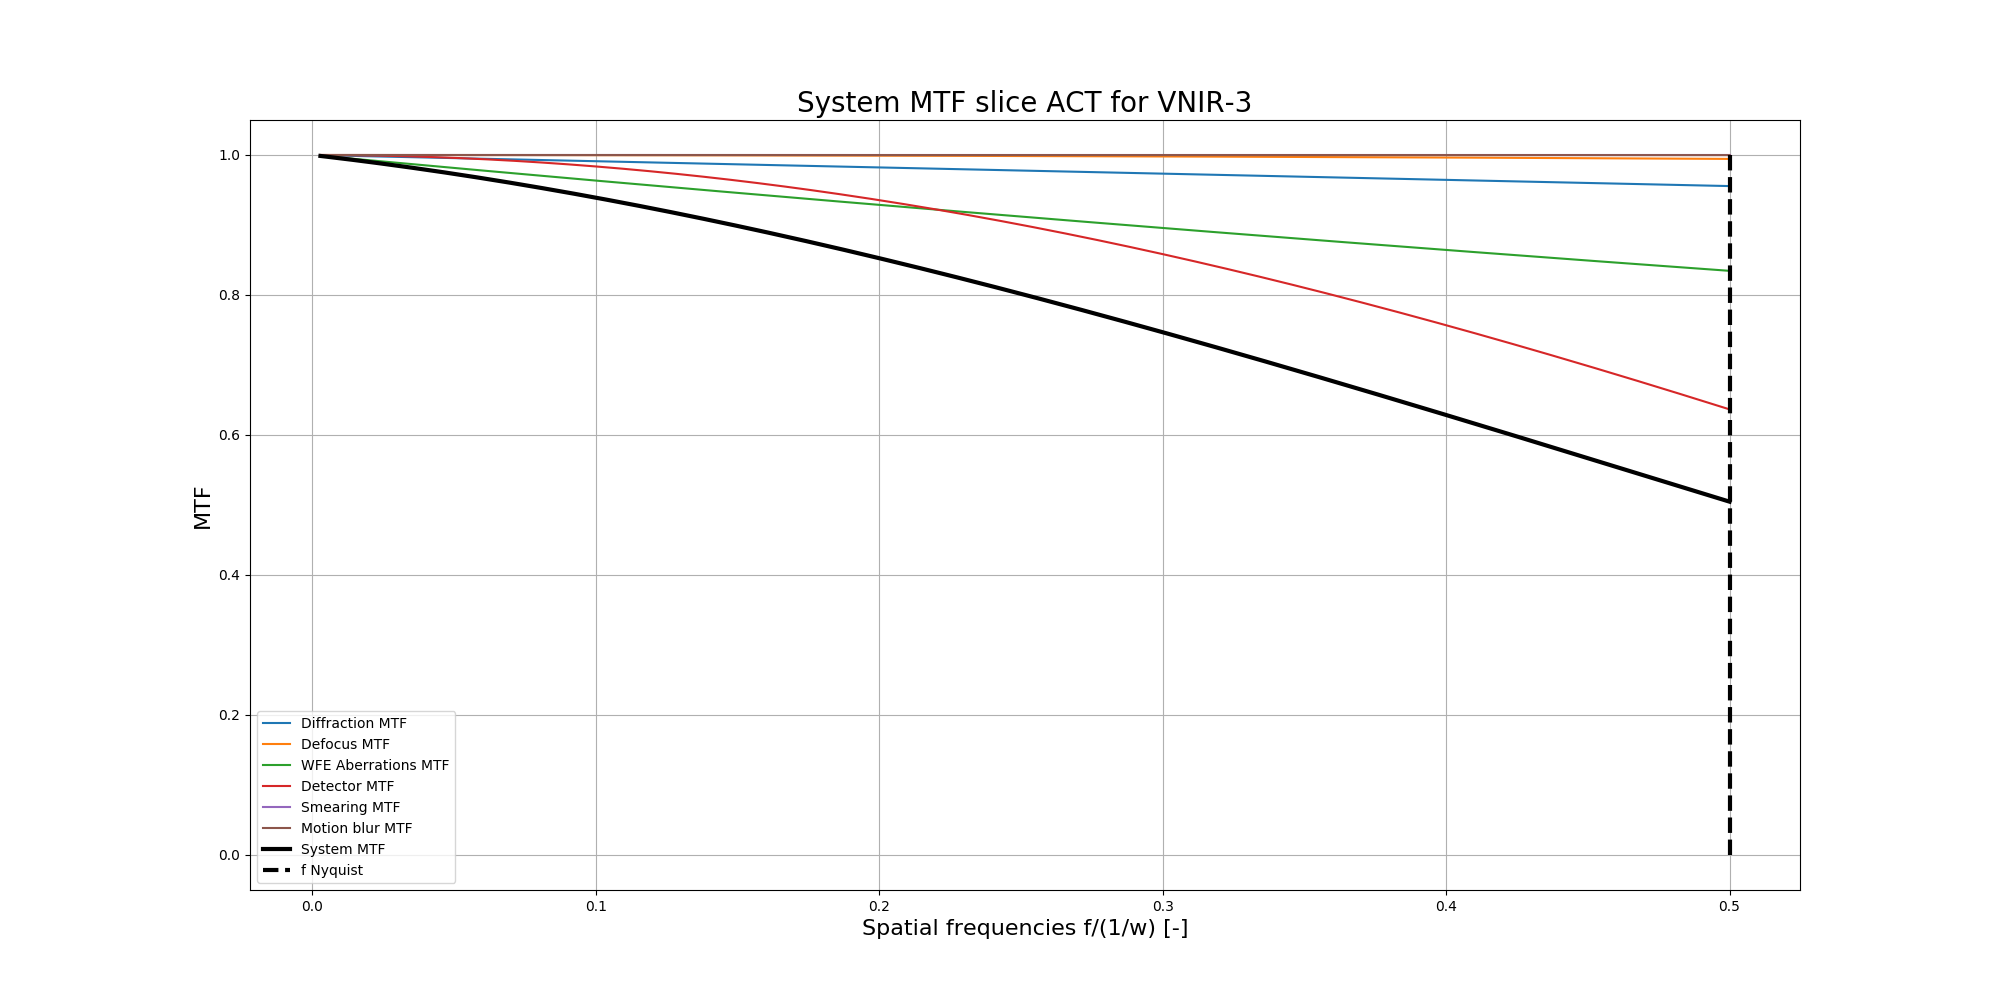 System MTF slice ACT for VNIR-3
MTF
1.0
0.8
0.6
0.4
0.2
0.0
Diffraction MTF
Defocus MTF
WFE Aberrations MTF
Detector MTF
Smearing MTF
Motion blur MTF
System MTF
f Nyquist
0.0 0.1 0.2 0.3 0.4 0.5
Spatial frequencies f/(1/w) [-]